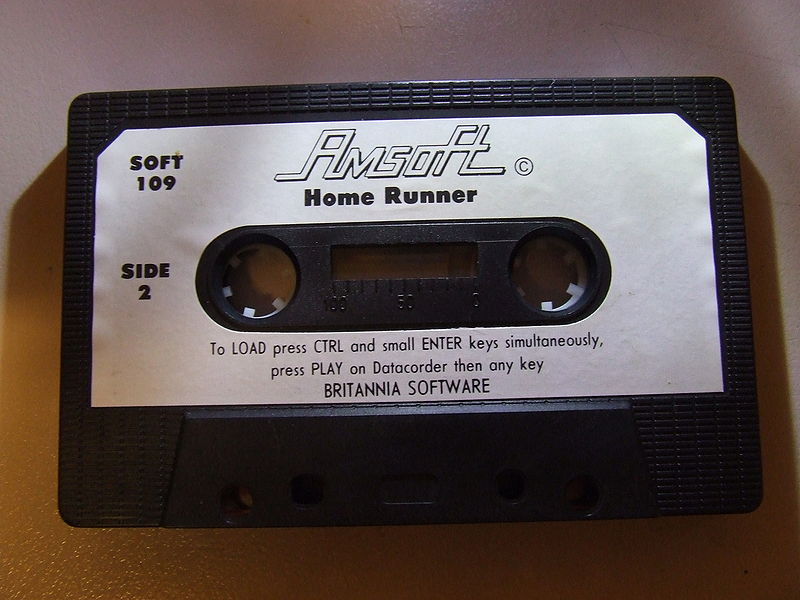 Amsoft ©
SOFT
109
Home Runner
SIDE
2
100 50 0
To LOAD press CTRL and small ENTER keys simultaneously,
press PLAY on Datacorder then any key
BRITANNIA SOFTWARE